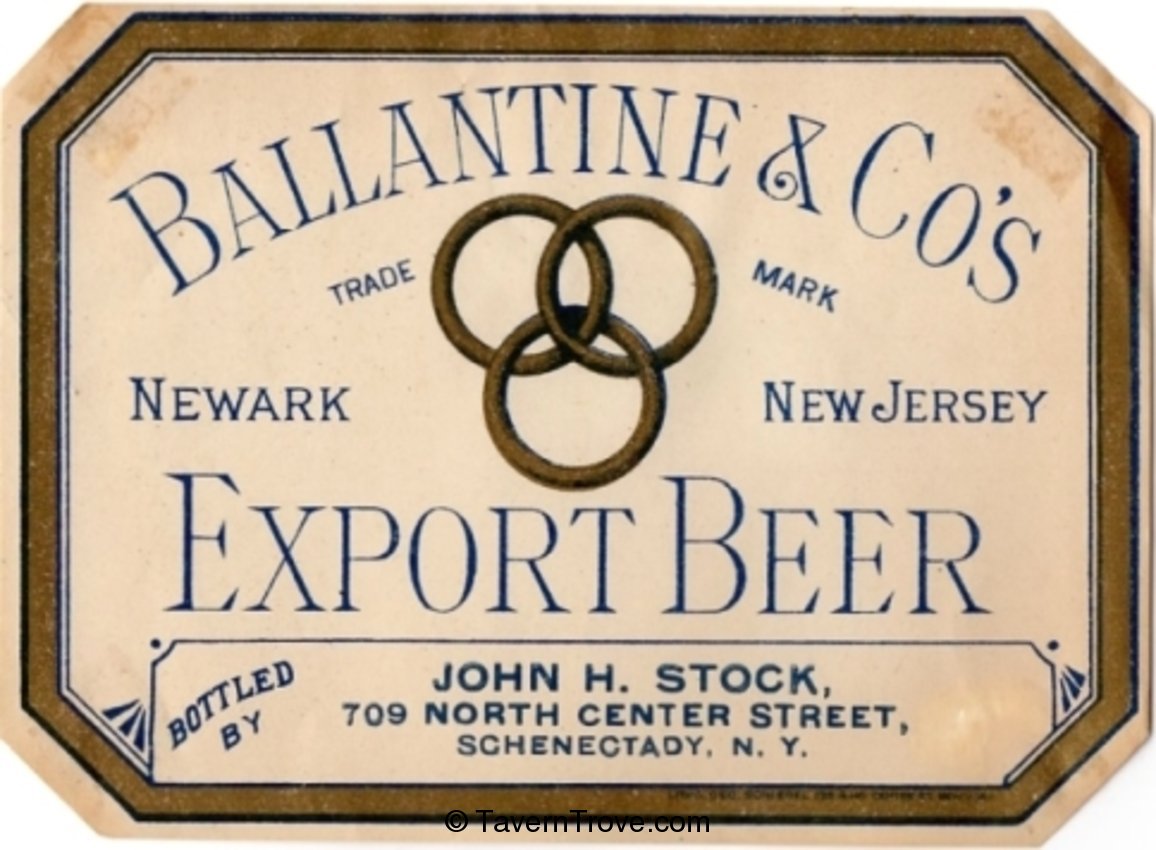 BALLANTINE & CO'S
TRADE MARK
NEWARK NEW JERSEY
EXPORT BEER
BOTTLED
BY
JOHN H. STOCK,
709 NORTH CENTER STREET,
SCHENECTADY, N. Y.
© TavernTrove.com